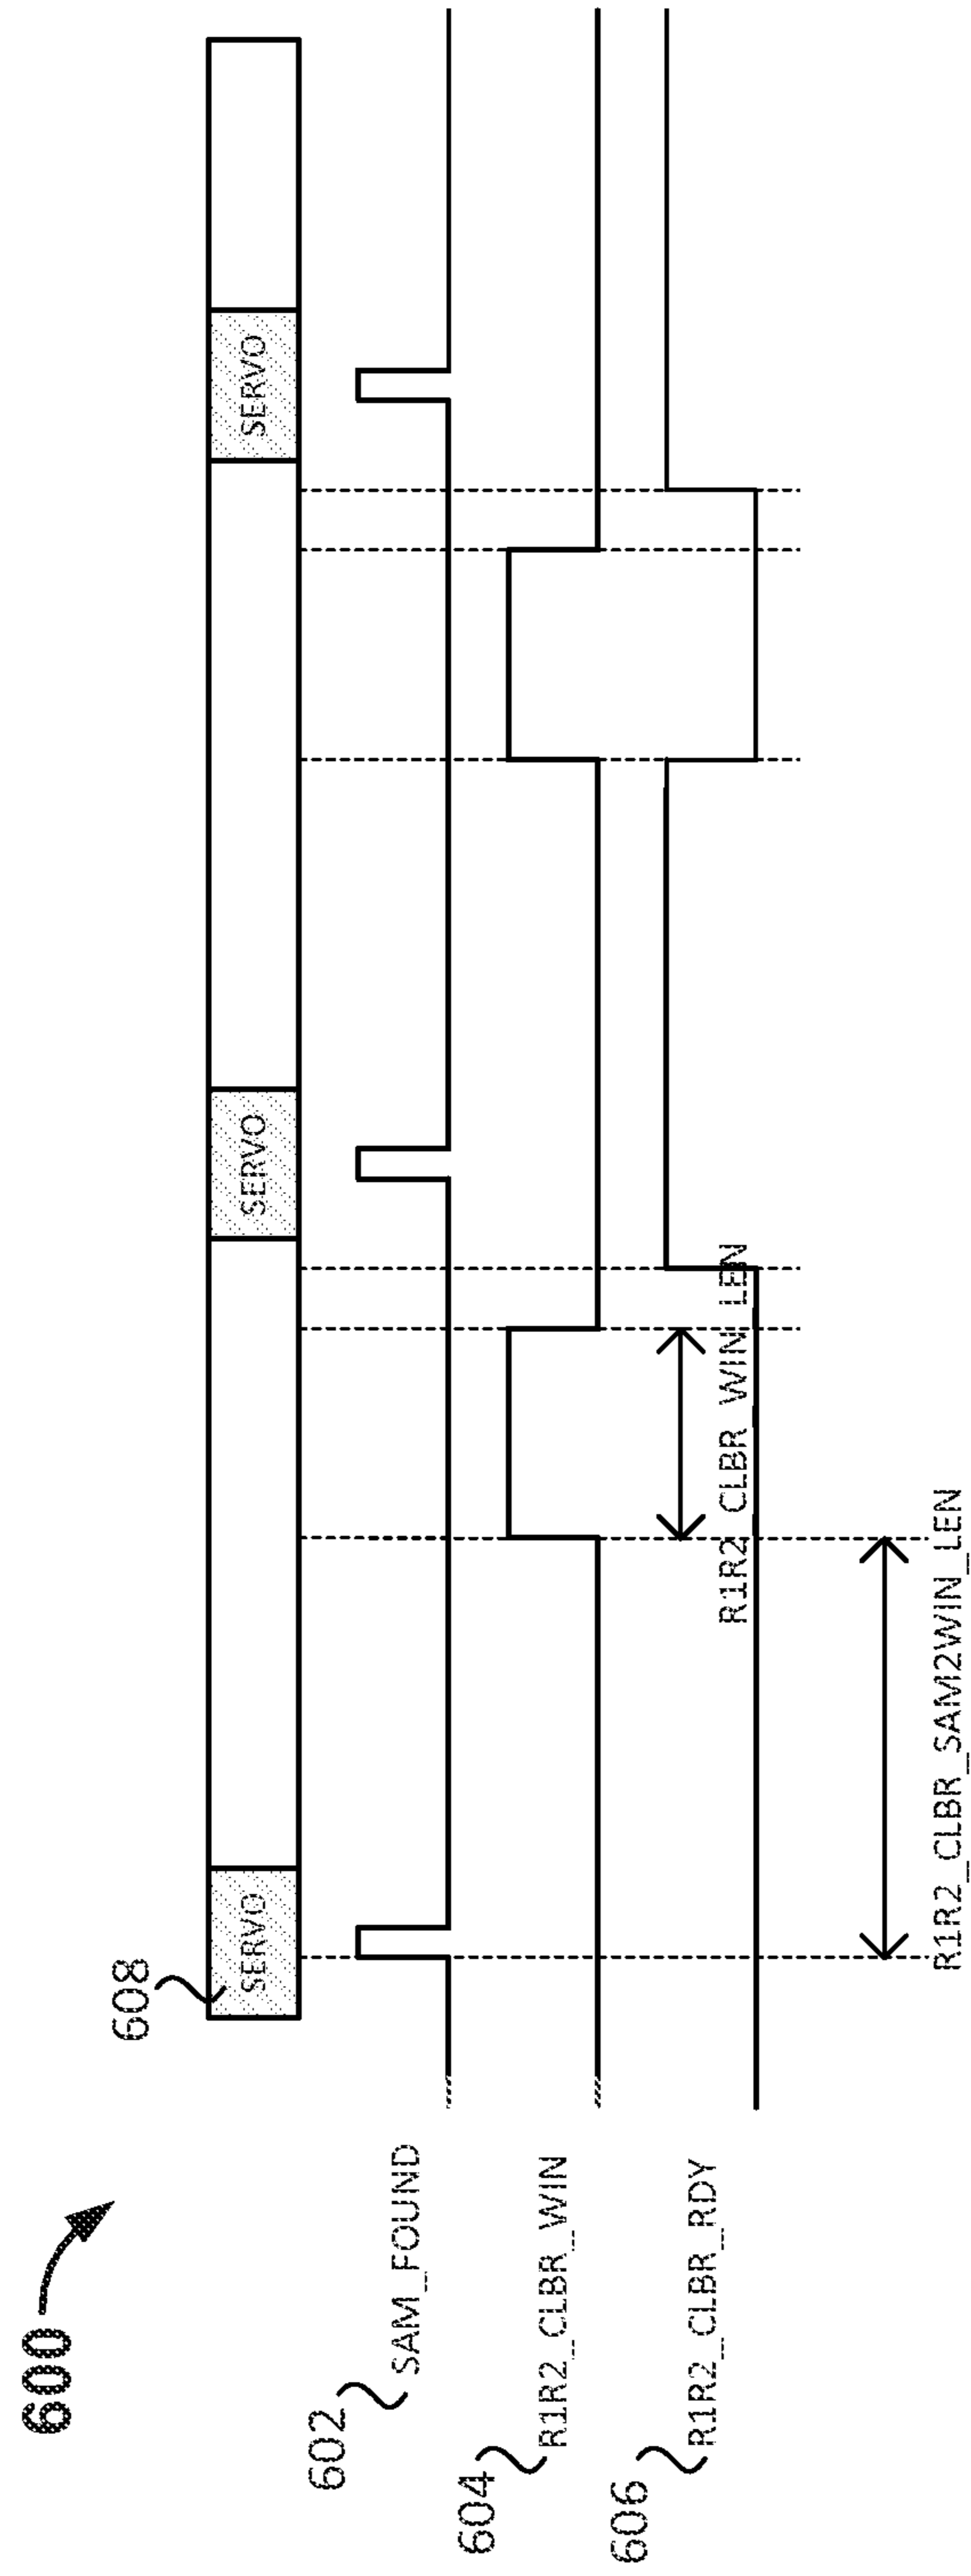 600
608
SERVO
SERVO
SERVO
602
SAM_FOUND
604
R1R2_CLBR_WIN
606
R1R2_CLBR_RDY
R1R2_CLBR_WIN_LEN
R1R2_CLBR_SAM2WIN_LEN